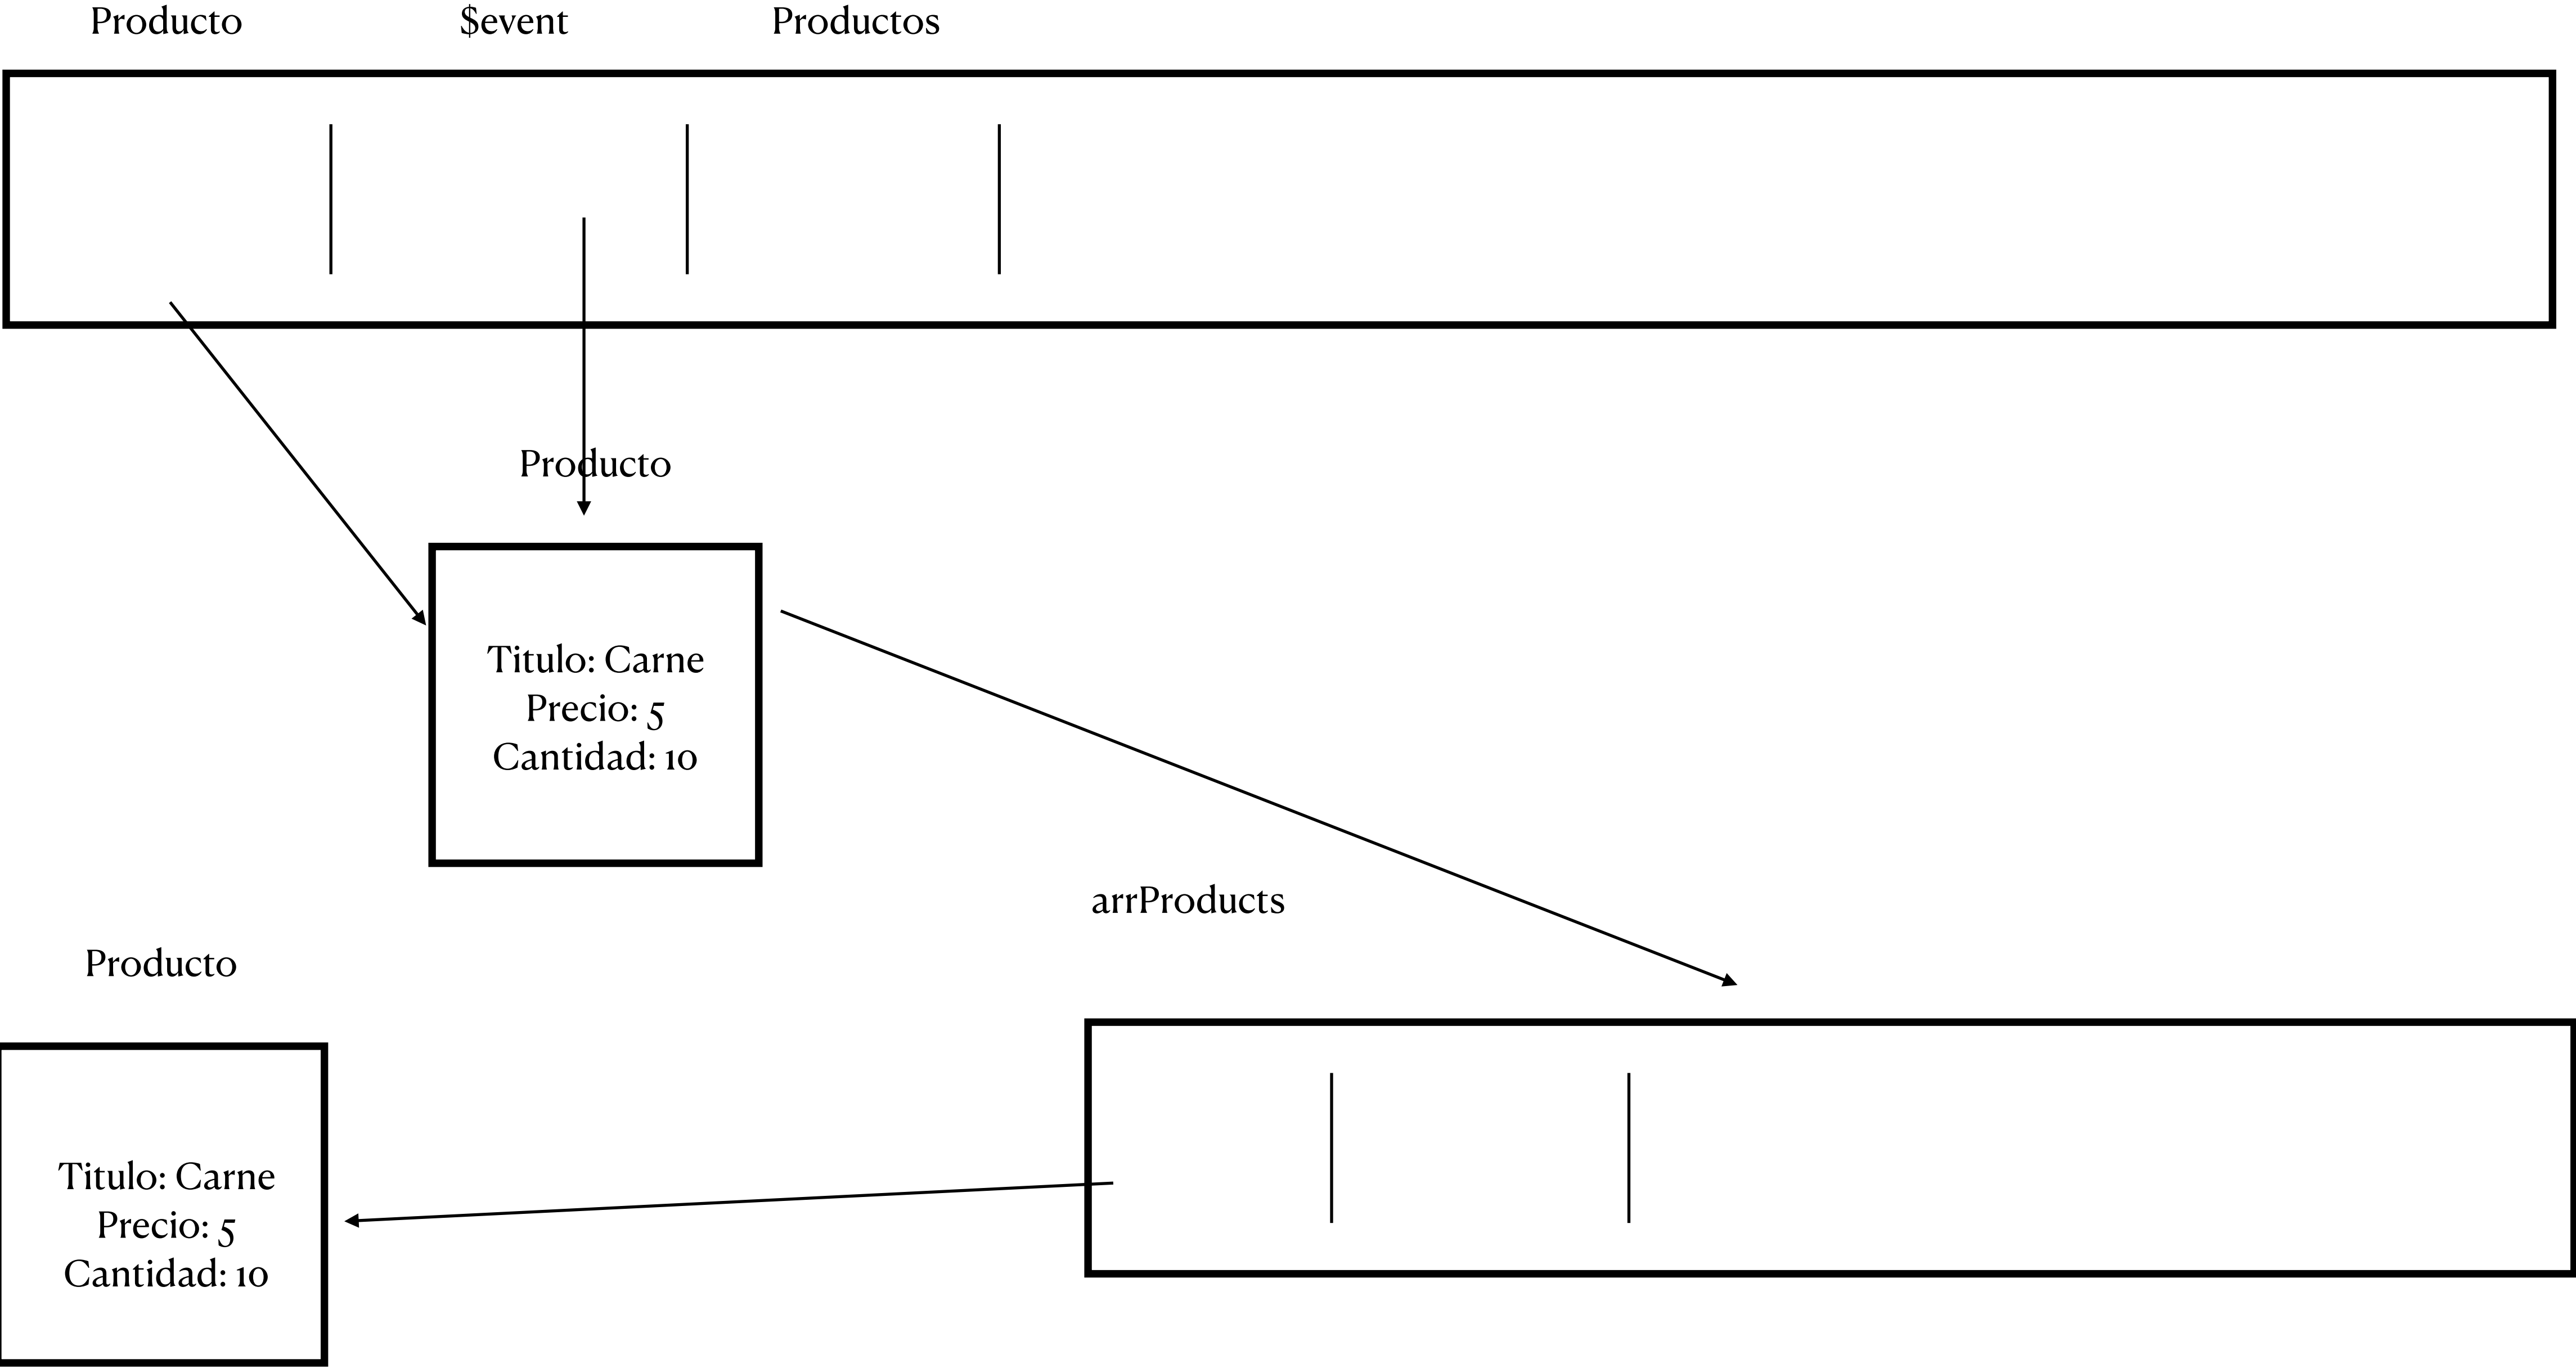 Producto
$event
Productos
Producto
Titulo: Carne
Precio: 5
Cantidad: 10
arrProducts
Producto
Titulo: Carne
Precio: 5
Cantidad: 10